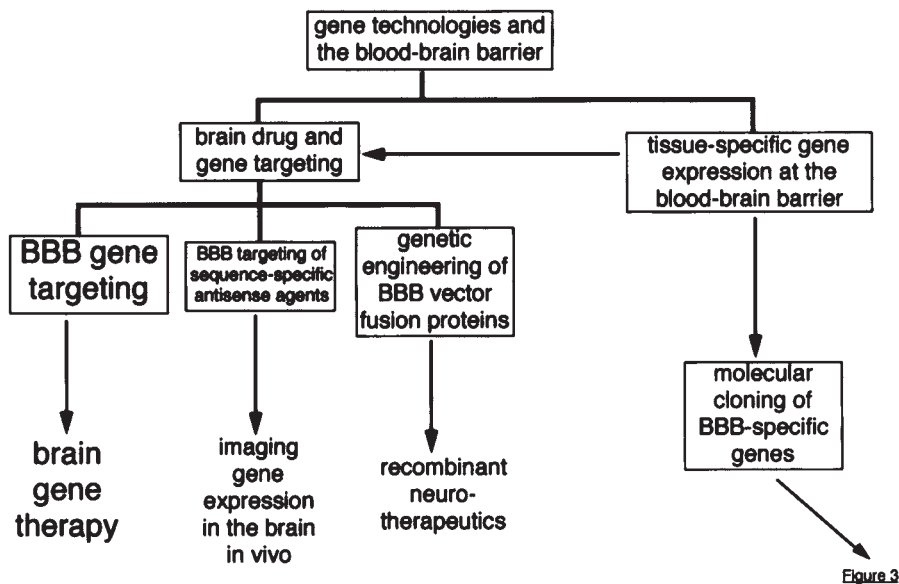 gene technologies and
the blood-brain barrier
brain drug and
gene targeting
tissue-specific gene
expression at the
blood-brain barrier
BBB gene
targeting
BBB targeting of
sequence-specific
antisense agents
genetic
engineering of
BBB vector
fusion proteins
molecular
cloning of
BBB-specific
genes
brain
gene
therapy
imaging
gene
expression
in the brain
in vivo
recombinant
neuro-
therapeutics
Figure 3